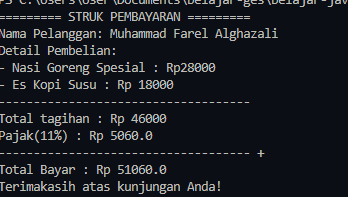 PS C:\Users\User\Documents\belajar-ges\belajar-jav
========= STRUK PEMBAYARAN =========
Nama Pelanggan: Muhammad Farel Alghazali
Detail Pembelian:
- Nasi Goreng Spesial : Rp28000
- Es Kopi Susu : Rp 18000
------------------------------------
Total tagihan : Rp 46000
Pajak(11%) : Rp 5060.0
------------------------------------ +
Total Bayar : Rp 51060.0
Terimakasih atas kunjungan Anda!